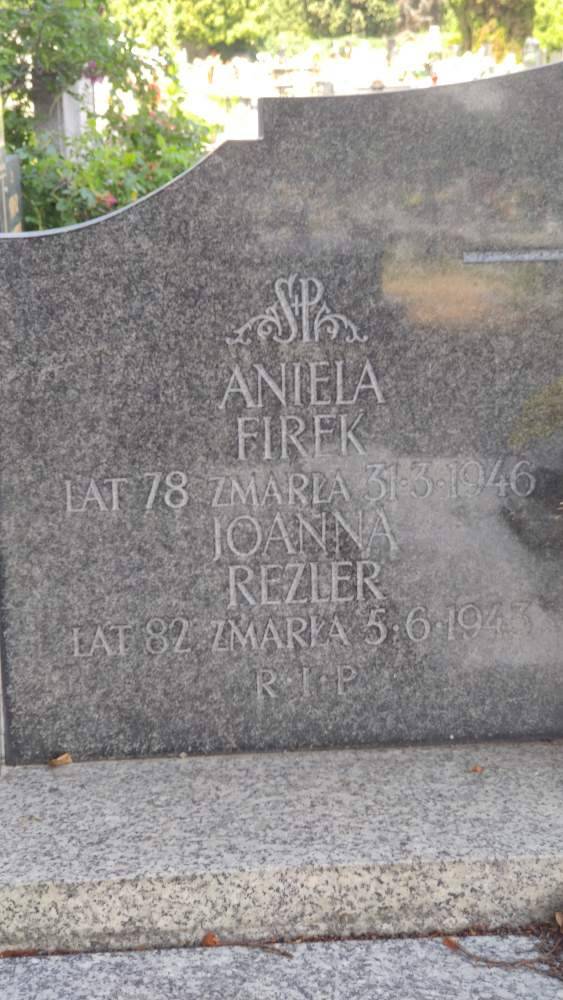 ŚP
ANIELA
FIREK
LAT 78 ZMARŁA 31·3·1946
JOANNA
REZLER
LAT 82 ZMARŁA 5·6·1943
R·I·P